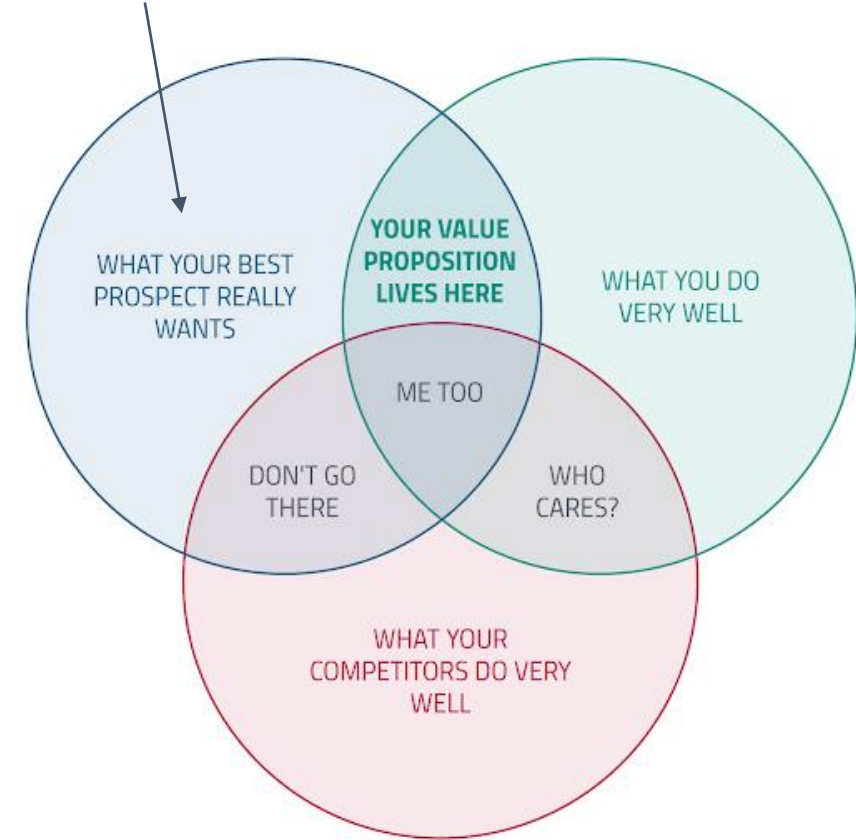 WHAT YOUR BEST
PROSPECT REALLY
WANTS
YOUR VALUE
PROPOSITION
LIVES HERE
WHAT YOU DO
VERY WELL
ME TOO
DON'T GO
THERE
WHO
CARES?
WHAT YOUR
COMPETITORS DO VERY
WELL